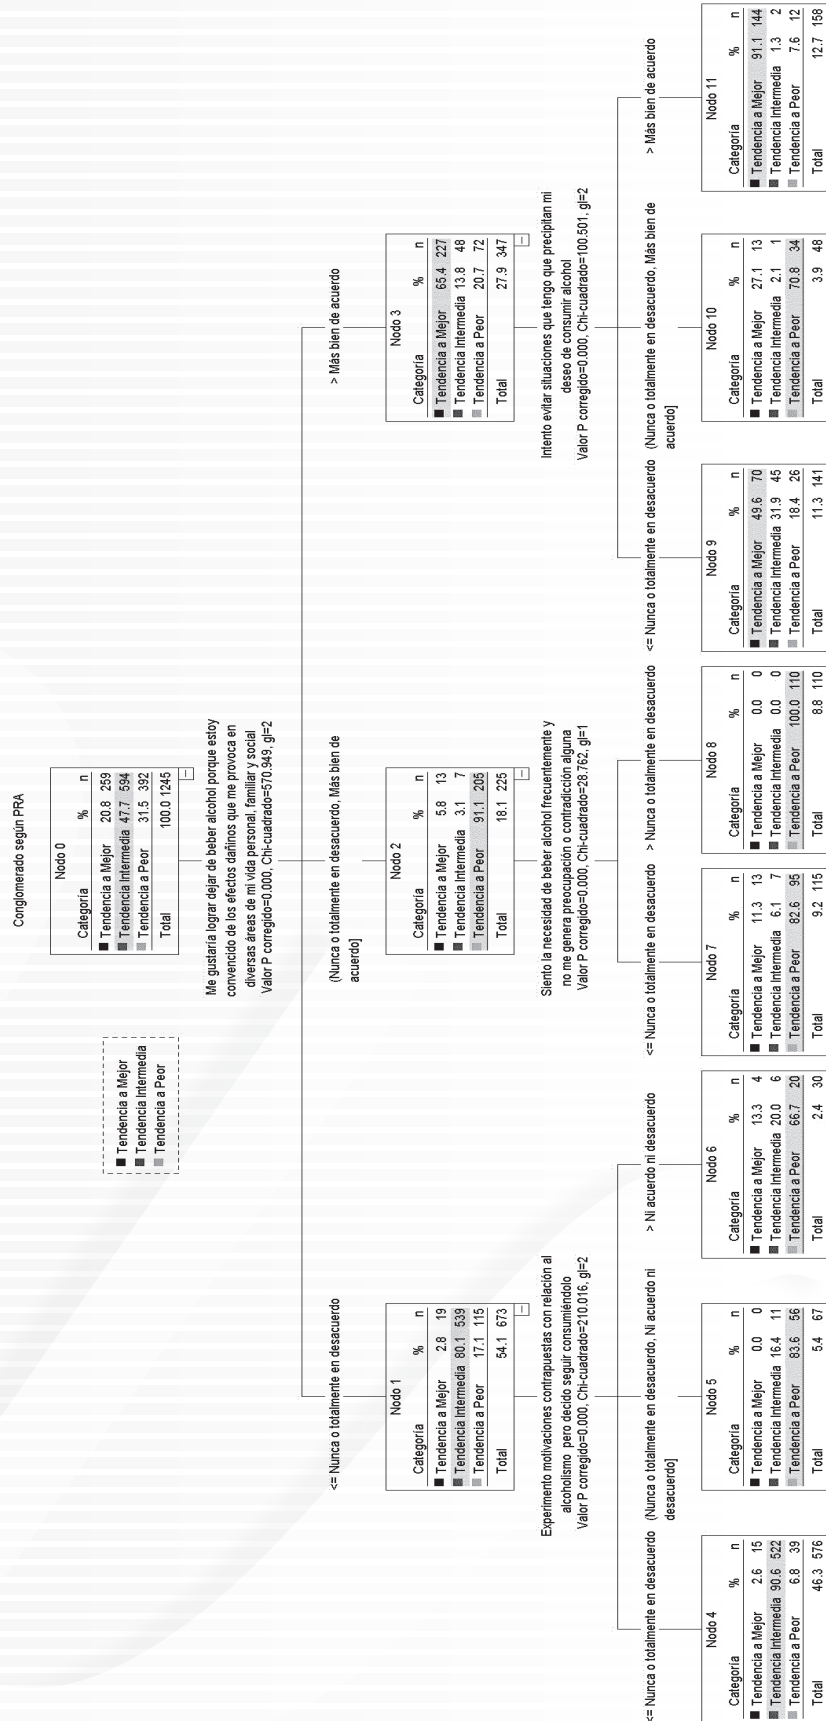 Conglomerado según PRA
Tendencia a Mejor
Tendencia Intermedia
Tendencia a Peor
Nodo 0
Categoría % n
Tendencia a Mejor 20.8 259
Tendencia Intermedia 47.7 594
Tendencia a Peor 31.5 392
Total 100.0 1245
Me gustaría lograr dejar de beber alcohol porque estoy
convencido de los efectos dañinos que me provoca en
diversas áreas de mi vida personal, familiar y social
Valor P corregido=0.000, Chi-cuadrado=570.949, gl=2
<= Nunca o totalmente en desacuerdo
(Nunca o totalmente en desacuerdo, Más bien de
acuerdo]
> Más bien de acuerdo
Nodo 1
Categoría % n
Tendencia a Mejor 2.8 19
Tendencia Intermedia 80.1 539
Tendencia a Peor 17.1 115
Total 54.1 673
Nodo 2
Categoría % n
Tendencia a Mejor 5.8 13
Tendencia Intermedia 3.1 7
Tendencia a Peor 91.1 205
Total 18.1 225
Nodo 3
Categoría % n
Tendencia a Mejor 65.4 227
Tendencia Intermedia 13.8 48
Tendencia a Peor 20.7 72
Total 27.9 347
Experimento motivaciones contrapuestas con relación al
alcoholismo pero decido seguir consumiéndolo
Valor P corregido=0.000, Chi-cuadrado=210.016, gl=2
Siento la necesidad de beber alcohol frecuentemente y
no me genera preocupación o contradicción alguna
Valor P corregido=0.000, Chi-cuadrado=28.762, gl=1
Intento evitar situaciones que tengo que precipitan mi
deseo de consumir alcohol
Valor P corregido=0.000, Chi-cuadrado=100.501, gl=2
<= Nunca o totalmente en desacuerdo
(Nunca o totalmente en desacuerdo, Ni acuerdo ni
desacuerdo]
> Ni acuerdo ni desacuerdo
<= Nunca o totalmente en desacuerdo
> Nunca o totalmente en desacuerdo
<= Nunca o totalmente en desacuerdo
(Nunca o totalmente en desacuerdo, Más bien de
acuerdo]
> Más bien de acuerdo
Nodo 4
Categoría % n
Tendencia a Mejor 2.6 15
Tendencia Intermedia 90.6 522
Tendencia a Peor 6.8 39
Total 46.3 576
Nodo 5
Categoría % n
Tendencia a Mejor 0.0 0
Tendencia Intermedia 16.4 11
Tendencia a Peor 83.6 56
Total 5.4 67
Nodo 6
Categoría % n
Tendencia a Mejor 13.3 4
Tendencia Intermedia 20.0 6
Tendencia a Peor 66.7 20
Total 2.4 30
Nodo 7
Categoría % n
Tendencia a Mejor 11.3 13
Tendencia Intermedia 6.1 7
Tendencia a Peor 82.6 95
Total 9.2 115
Nodo 8
Categoría % n
Tendencia a Mejor 0.0 0
Tendencia Intermedia 0.0 0
Tendencia a Peor 100.0 110
Total 8.8 110
Nodo 9
Categoría % n
Tendencia a Mejor 49.6 70
Tendencia Intermedia 31.9 45
Tendencia a Peor 18.4 26
Total 11.3 141
Nodo 10
Categoría % n
Tendencia a Mejor 27.1 13
Tendencia Intermedia 2.1 1
Tendencia a Peor 70.8 34
Total 3.9 48
Nodo 11
Categoría % n
Tendencia a Mejor 91.1 144
Tendencia Intermedia 1.3 2
Tendencia a Peor 7.6 12
Total 12.7 158